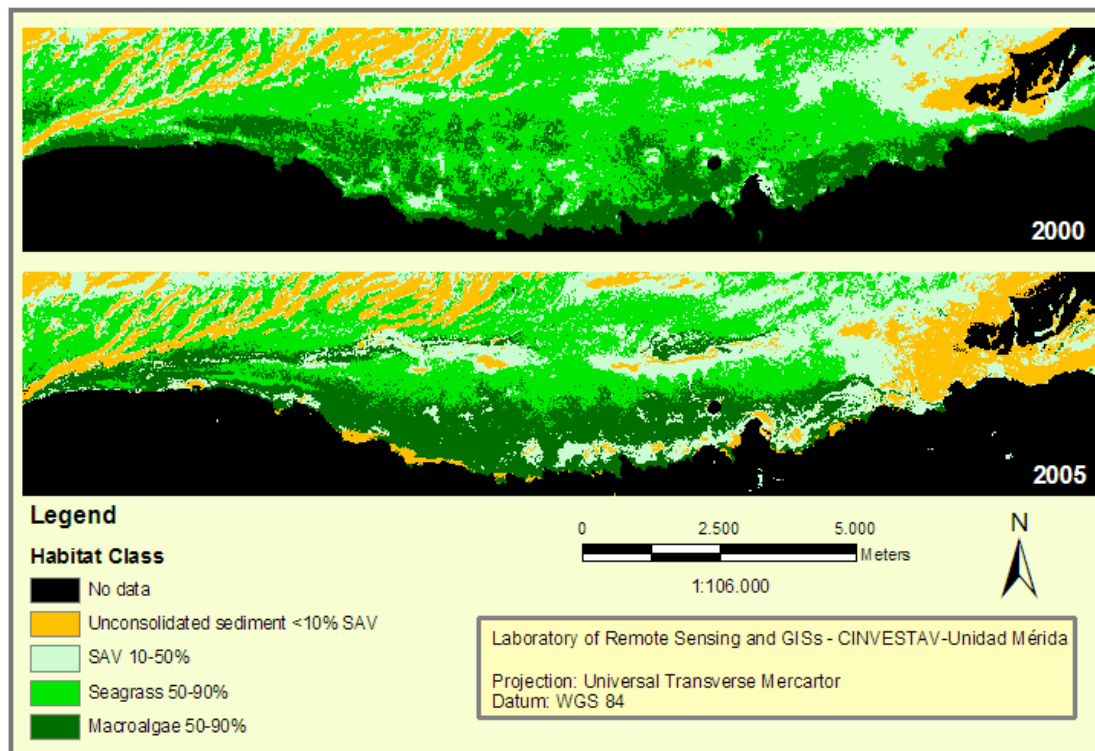 2000
2005
Legend
Habitat Class
No data
Unconsolidated sediment <10% SAV
SAV 10-50%
Seagrass 50-90%
Macroalgae 50-90%
0 2.500 5.000
Meters
1:106.000
N
Laboratory of Remote Sensing and GISs - CINVESTAV-Unidad Mérida
Projection: Universal Transverse Mercartor
Datum: WGS 84